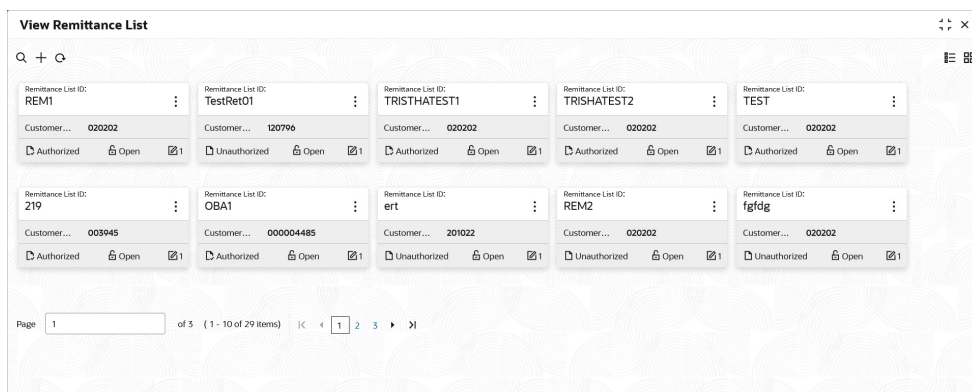 View Remittance List
Remittance List ID:
REM1
Customer... 020202
Authorized Open 1
Remittance List ID:
TestRet01
Customer... 120796
Unauthorized Open 1
Remittance List ID:
TRISTHATEST1
Customer... 020202
Authorized Open 1
Remittance List ID:
TRISHATEST2
Customer... 020202
Authorized Open 1
Remittance List ID:
TEST
Customer... 020202
Authorized Open 1
Remittance List ID:
219
Customer... 003945
Authorized Open 1
Remittance List ID:
OBA1
Customer... 000004485
Authorized Open 1
Remittance List ID:
ert
Customer... 201022
Unauthorized Open 1
Remittance List ID:
REM2
Customer... 020202
Unauthorized Open 1
Remittance List ID:
fgfdg
Customer... 020202
Unauthorized Open 1
Page 1 of 3 (1 - 10 of 29 items) 1 2 3